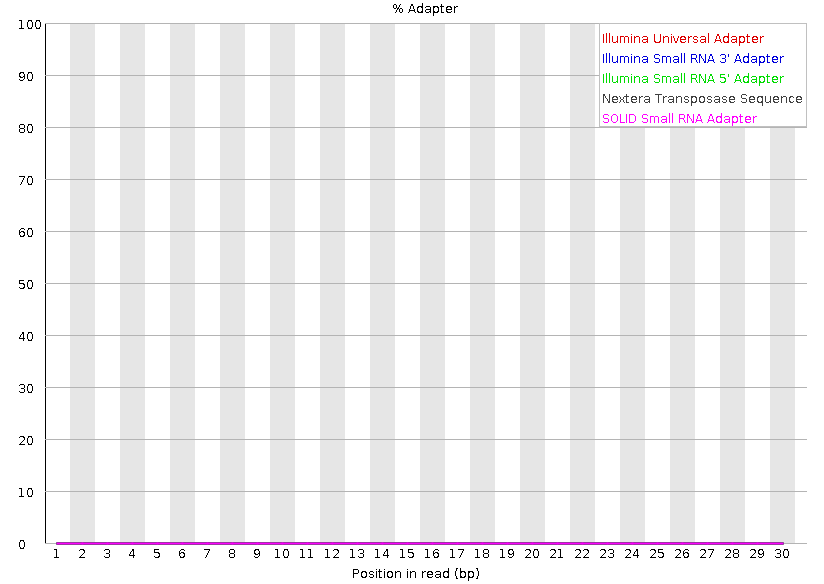 % Adapter
100
90
80
70
60
50
40
30
20
10
0
Illumina Universal Adapter
Illumina Small RNA 3' Adapter
Illumina Small RNA 5' Adapter
Nextera Transposase Sequence
SOLID Small RNA Adapter
1 2 3 4 5 6 7 8 9 10 11 12 13 14 15 16 17 18 19 20 21 22 23 24 25 26 27 28 29 30
Position in read (bp)